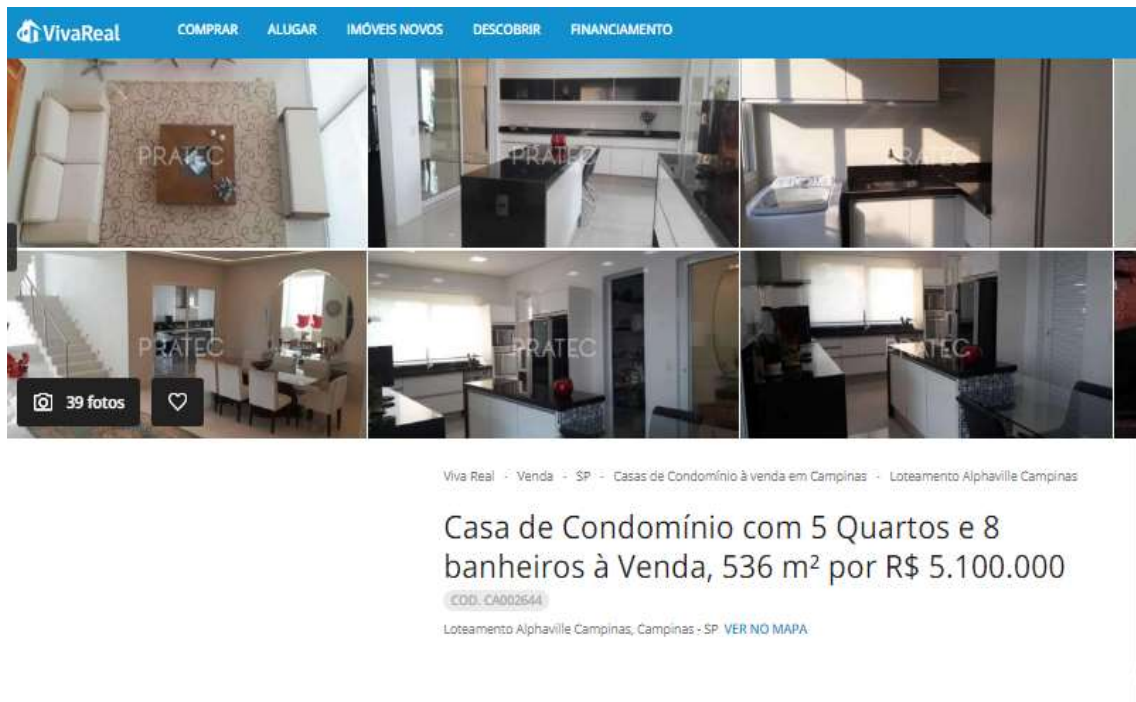 VivaReal COMPRAR ALUGAR IMÓVEIS NOVOS DESCOBRIR FINANCIAMENTO
PRATEC PRATEC PRATEC
PRATEC PRATEC PRATEC
39 fotos
Viva Real - Venda - SP - Casas de Condomínio à venda em Campinas - Loteamento Alphaville Campinas
Casa de Condomínio com 5 Quartos e 8
banheiros à Venda, 536 m² por R$ 5.100.000
COD. CA002644
Loteamento Alphaville Campinas, Campinas - SP VER NO MAPA